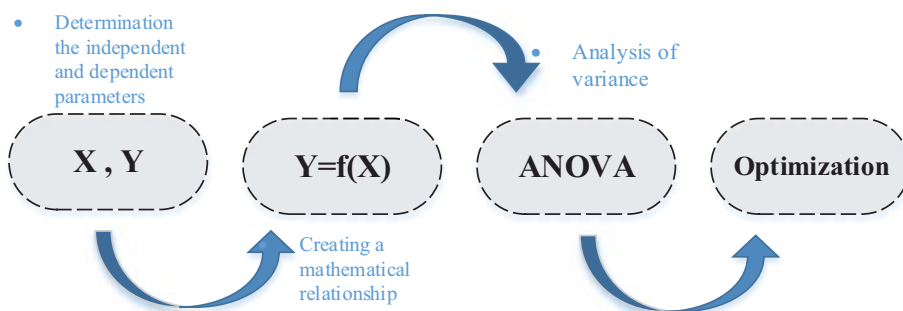 • Determination
the independent
and dependent
parameters
• Analysis of
variance
X , Y
Y=f(X)
ANOVA
Optimization
• Creating a
mathematical
relationship